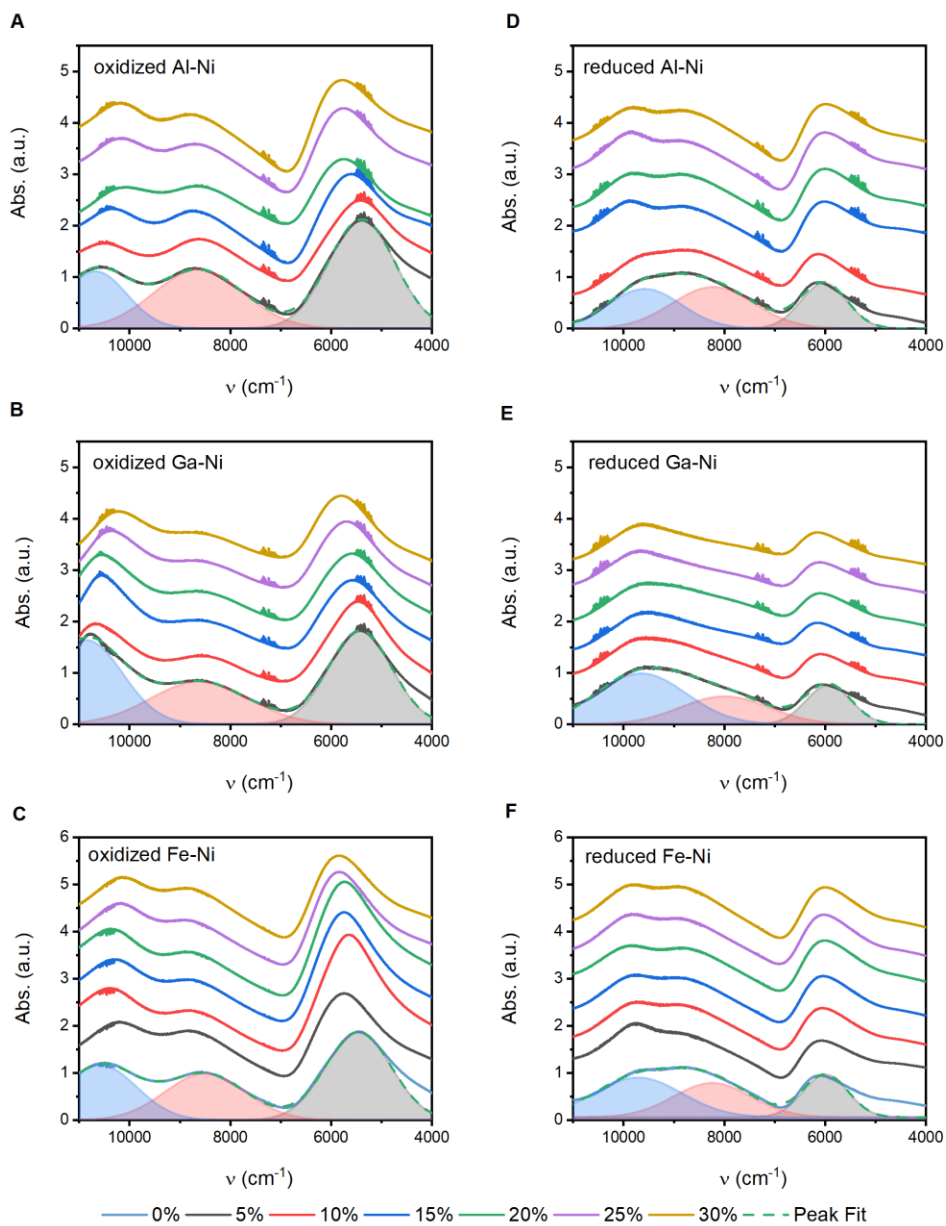 A
oxidized Al-Ni
Abs. (a.u.)
5
4
3
2
1
0
10000 8000 6000 4000
ν (cm⁻¹)
D
reduced Al-Ni
Abs. (a.u.)
5
4
3
2
1
0
10000 8000 6000 4000
ν (cm⁻¹)
B
oxidized Ga-Ni
Abs. (a.u.)
5
4
3
2
1
0
10000 8000 6000 4000
ν (cm⁻¹)
E
reduced Ga-Ni
Abs. (a.u.)
5
4
3
2
1
0
10000 8000 6000 4000
ν (cm⁻¹)
C
oxidized Fe-Ni
Abs. (a.u.)
6
5
4
3
2
1
0
10000 8000 6000 4000
ν (cm⁻¹)
F
reduced Fe-Ni
Abs. (a.u.)
6
5
4
3
2
1
0
10000 8000 6000 4000
ν (cm⁻¹)
0% 5% 10% 15% 20% 25% 30% Peak Fit